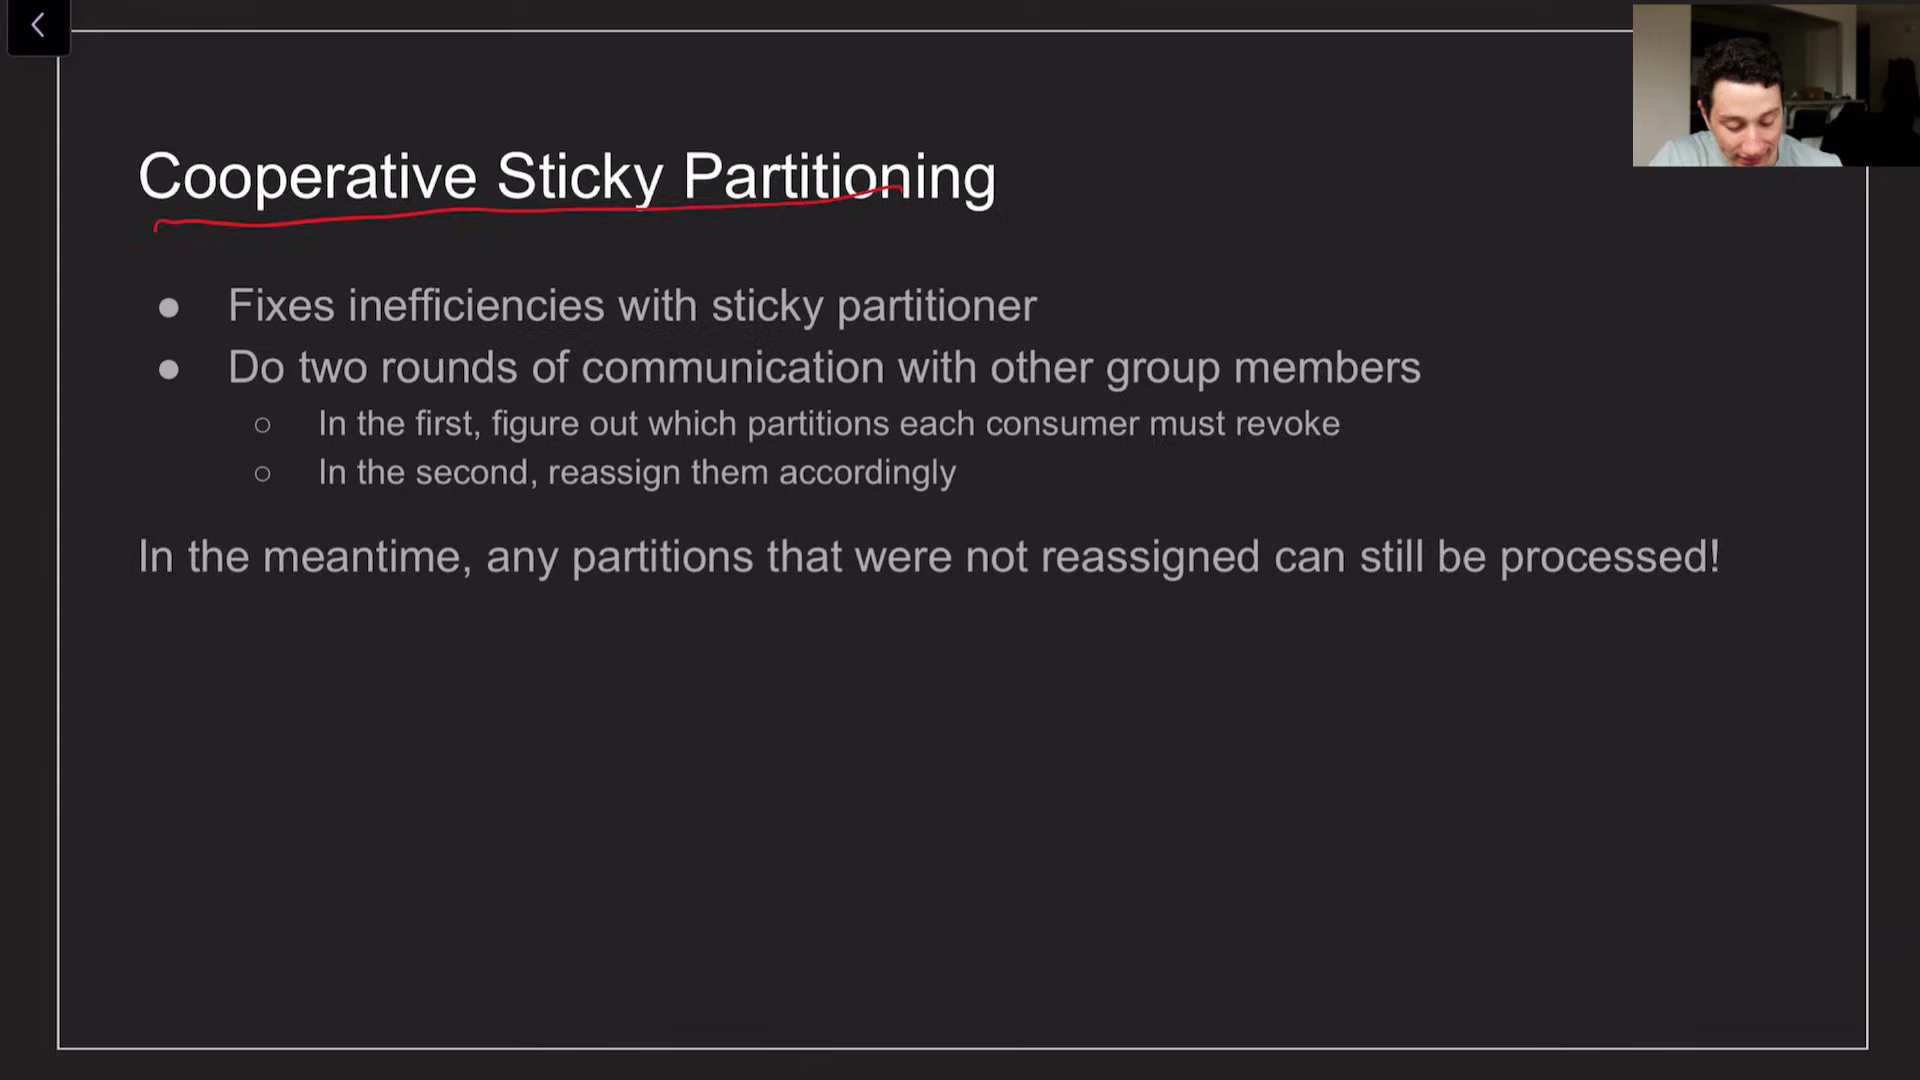 Cooperative Sticky Partitioning
● Fixes inefficiencies with sticky partitioner
● Do two rounds of communication with other group members
○ In the first, figure out which partitions each consumer must revoke
○ In the second, reassign them accordingly
In the meantime, any partitions that were not reassigned can still be processed!